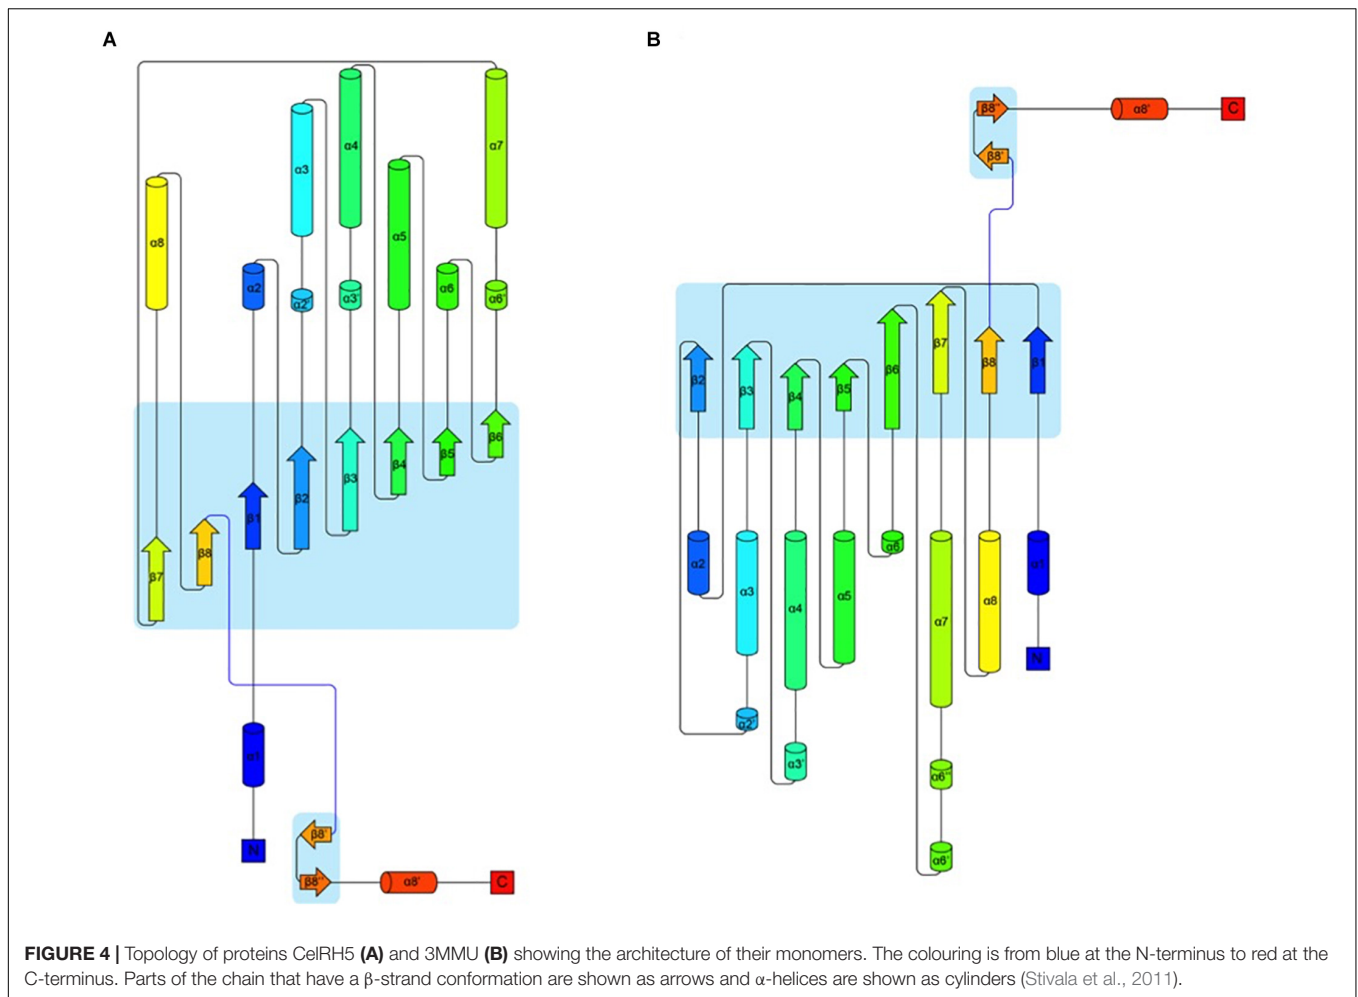 A
B
α7
α4
α3
α5
α8
α2
α2'
α3'
α6
α6'
β6
β5
β4
β3
β2
β1
β8
β7
α1
N
β8'
β8''
α8'
C
β8''
α8'
C
β8'
β2
β3
β4
β5
β6
β7
β8
β1
α2
α3
α4
α5
α6
α7
α8
α1
N
α2'
α3'
α6''
α6'
FIGURE 4 | Topology of proteins CelRH5 (A) and 3MMU (B) showing the architecture of their monomers. The colouring is from blue at the N-terminus to red at the
C-terminus. Parts of the chain that have a β-strand conformation are shown as arrows and α-helices are shown as cylinders (Stivala et al., 2011).